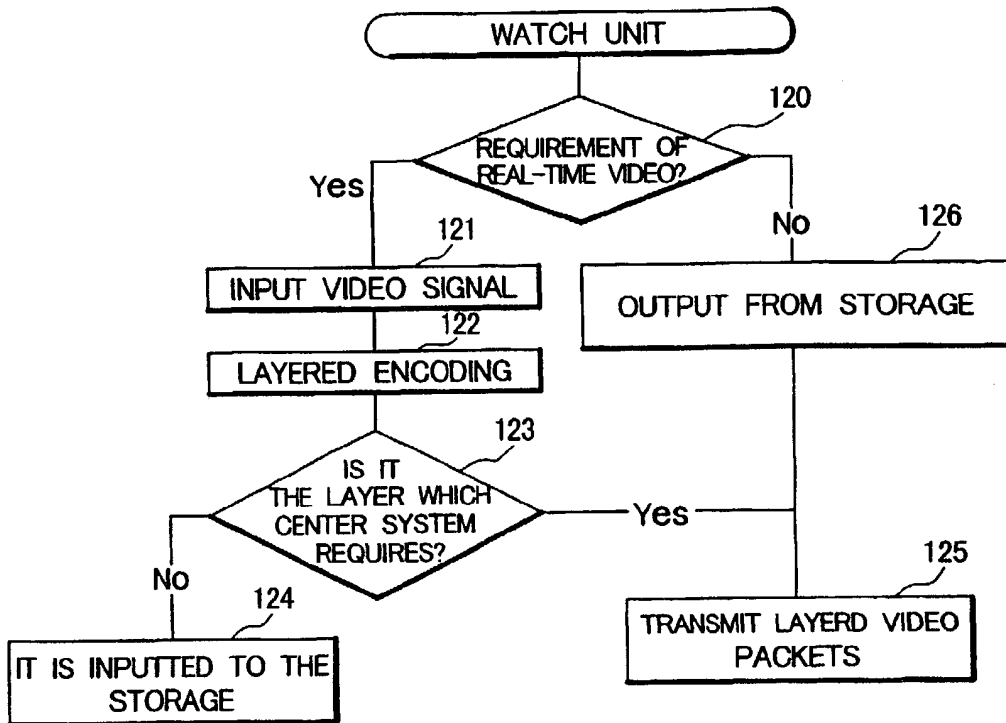 WATCH UNIT
120
REQUIREMENT OF
REAL-TIME VIDEO?
Yes
No
121
126
INPUT VIDEO SIGNAL
OUTPUT FROM STORAGE
122
LAYERED ENCODING
123
IS IT
THE LAYER WHICH
CENTER SYSTEM
REQUIRES?
Yes
No
124
125
IT IS INPUTTED TO THE
STORAGE
TRANSMIT LAYERD VIDEO
PACKETS